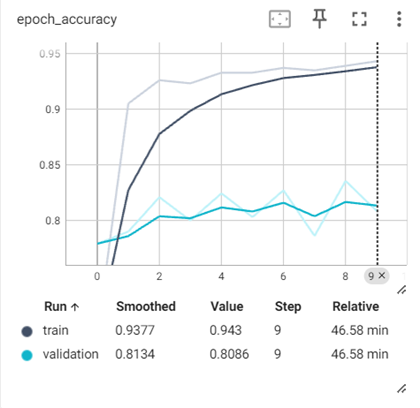 epoch_accuracy
0.95
0.9
0.85
0.8
0 2 4 6 8 9
Run ↑ Smoothed Value Step Relative
train 0.9377 0.943 9 46.58 min
validation 0.8134 0.8086 9 46.58 min